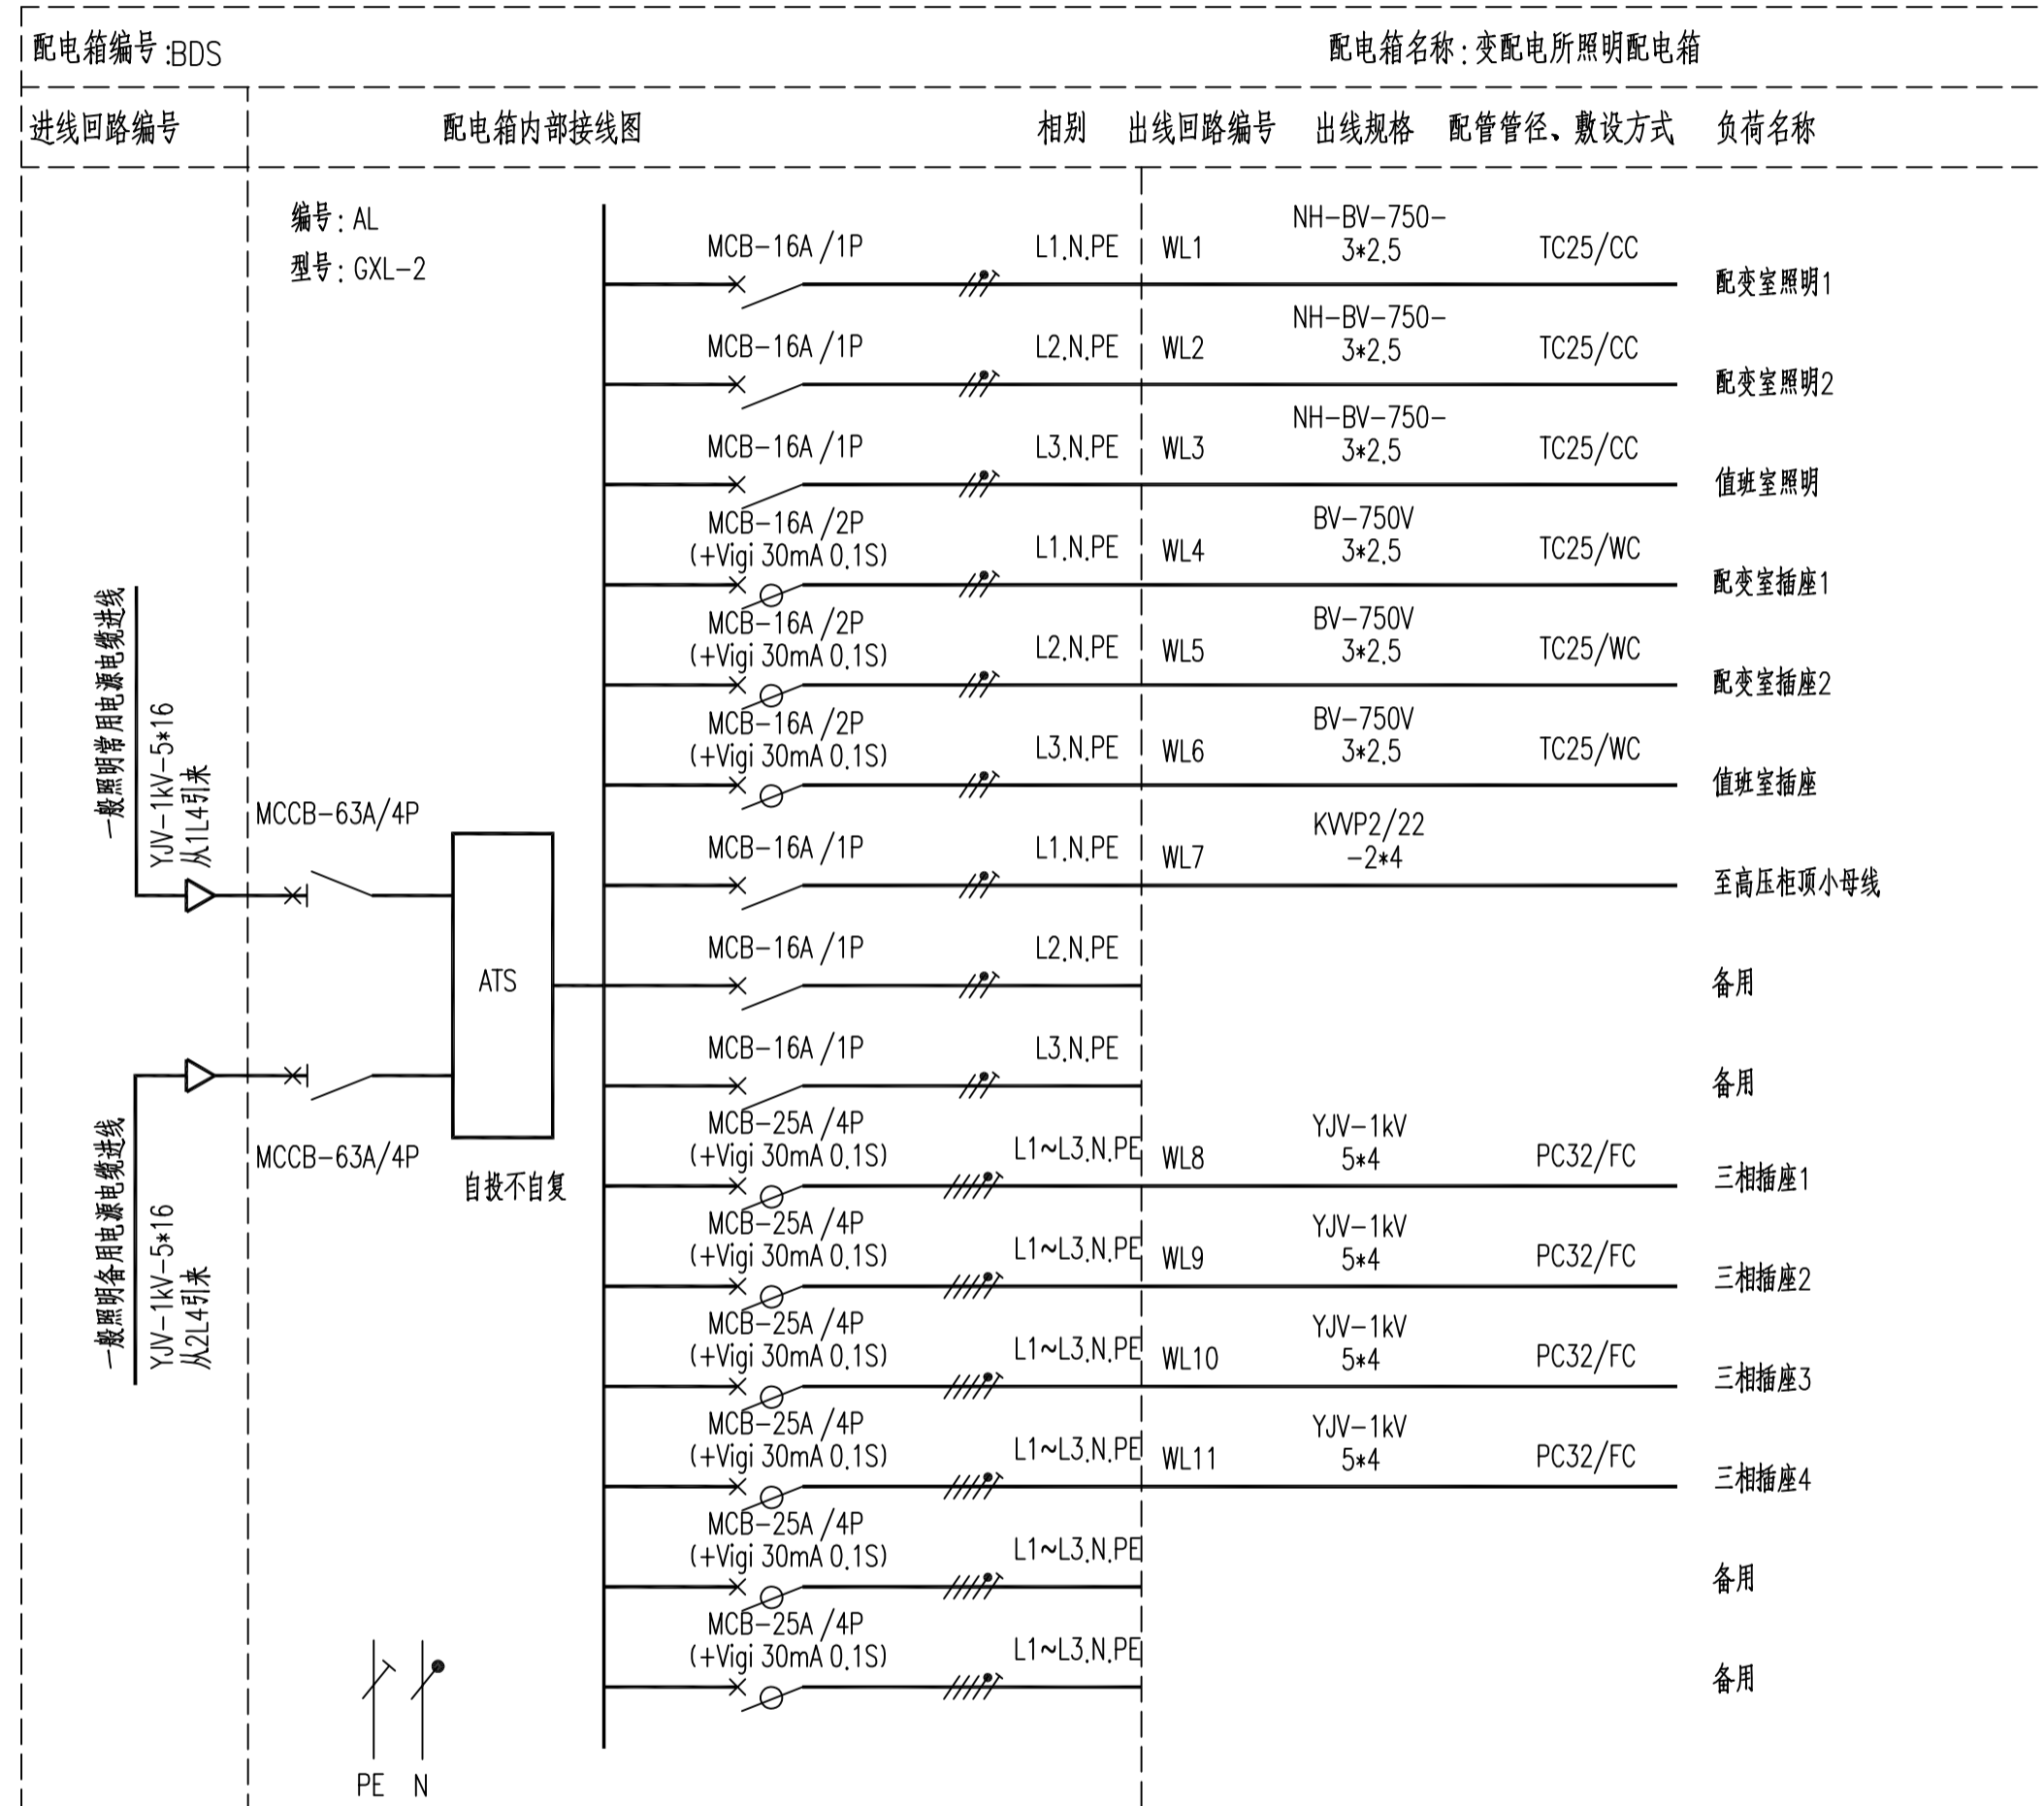 配电箱编号:BDS
配电箱名称:变配电所照明配电箱
进线回路编号
配电箱内部接线图
相别
出线回路编号
出线规格
配管管径、敷设方式
负荷名称
编号: AL
型号: GXL-2
一般照明常用电源电缆进线
YJV-1kV-5*16
从1L4引来
MCCB-63A/4P
ATS
自投不自复
MCCB-63A/4P
一般照明备用电源电缆进线
YJV-1kV-5*16
从2L4引来
PE
N
MCB-16A/1P
L1.N.PE
WL1
NH-BV-750-
3*2.5
TC25/CC
配变室照明1
MCB-16A/1P
L2.N.PE
WL2
NH-BV-750-
3*2.5
TC25/CC
配变室照明2
MCB-16A/1P
L3.N.PE
WL3
NH-BV-750-
3*2.5
TC25/CC
值班室照明
MCB-16A/2P
(+Vigi 30mA 0.1S)
L1.N.PE
WL4
BV-750V
3*2.5
TC25/WC
配变室插座1
MCB-16A/2P
(+Vigi 30mA 0.1S)
L2.N.PE
WL5
BV-750V
3*2.5
TC25/WC
配变室插座2
MCB-16A/2P
(+Vigi 30mA 0.1S)
L3.N.PE
WL6
BV-750V
3*2.5
TC25/WC
值班室插座
MCB-16A/1P
L1.N.PE
WL7
KVVP2/22
-2*4
至高压柜顶小母线
MCB-16A/1P
L2.N.PE
备用
MCB-16A/1P
L3.N.PE
备用
MCB-25A/4P
(+Vigi 30mA 0.1S)
L1~L3.N.PE
WL8
YJV-1kV
5*4
PC32/FC
三相插座1
MCB-25A/4P
(+Vigi 30mA 0.1S)
L1~L3.N.PE
WL9
YJV-1kV
5*4
PC32/FC
三相插座2
MCB-25A/4P
(+Vigi 30mA 0.1S)
L1~L3.N.PE
WL10
YJV-1kV
5*4
PC32/FC
三相插座3
MCB-25A/4P
(+Vigi 30mA 0.1S)
L1~L3.N.PE
WL11
YJV-1kV
5*4
PC32/FC
三相插座4
MCB-25A/4P
(+Vigi 30mA 0.1S)
L1~L3.N.PE
备用
MCB-25A/4P
(+Vigi 30mA 0.1S)
L1~L3.N.PE
备用